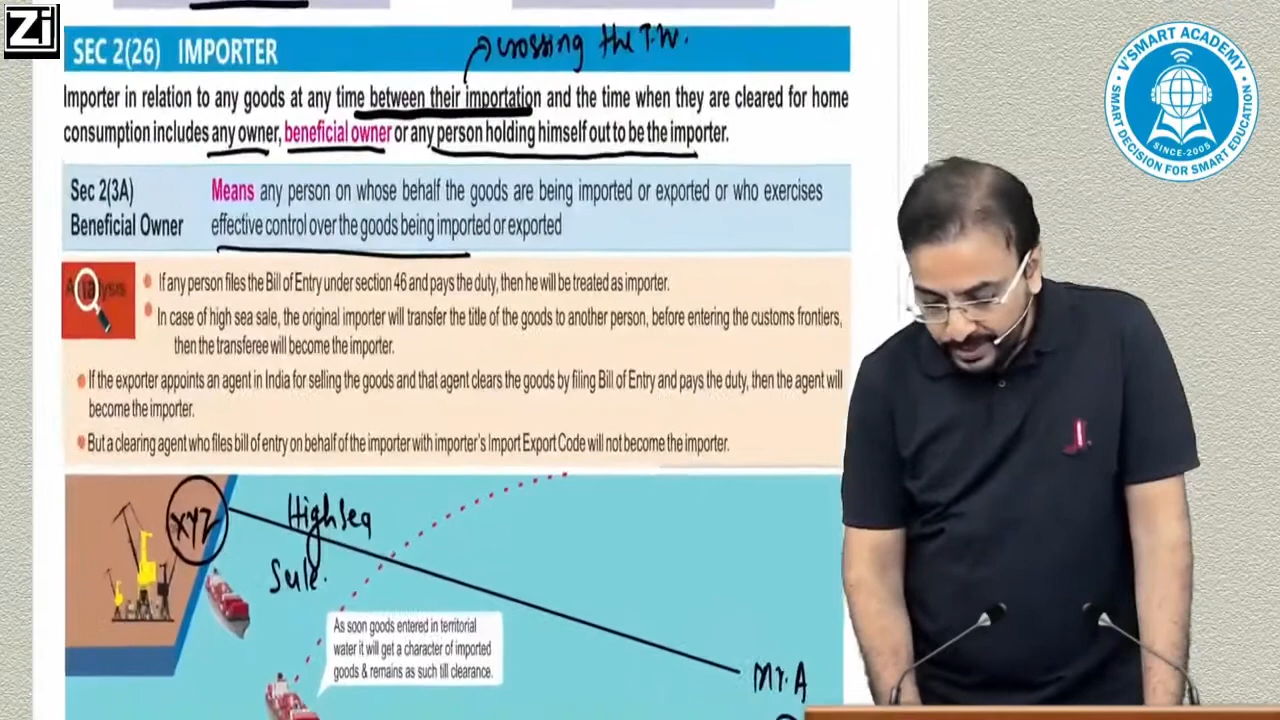 Zi
SEC 2(26) IMPORTER
crossing the T.W.
Importer in relation to any goods at any time between their importation and the time when they are cleared for home
consumption includes any owner, beneficial owner or any person holding himself out to be the importer.
Sec 2(3A)
Beneficial Owner
Means any person on whose behalf the goods are being imported or exported or who exercises
effective control over the goods being imported or exported
Analysis
If any person files the Bill of Entry under section 46 and pays the duty, then he will be treated as importer.
In case of high sea sale, the original importer will transfer the title of the goods to another person, before entering the customs frontiers,
then the transferee will become the importer.
If the exporter appoints an agent in India for selling the goods and that agent clears the goods by filing Bill of Entry and pays the duty, then the agent will
become the importer.
But a clearing agent who files bill of entry on behalf of the importer with importer's Import Export Code will not become the importer.
XYZ
High sea
Sale.
As soon goods entered in territorial
water it will get a character of imported
goods & remains as such till clearance.
Mr. A
V'SMART ACADEMY
SINCE-2005
SMART DECISION FOR SMART EDUCATION